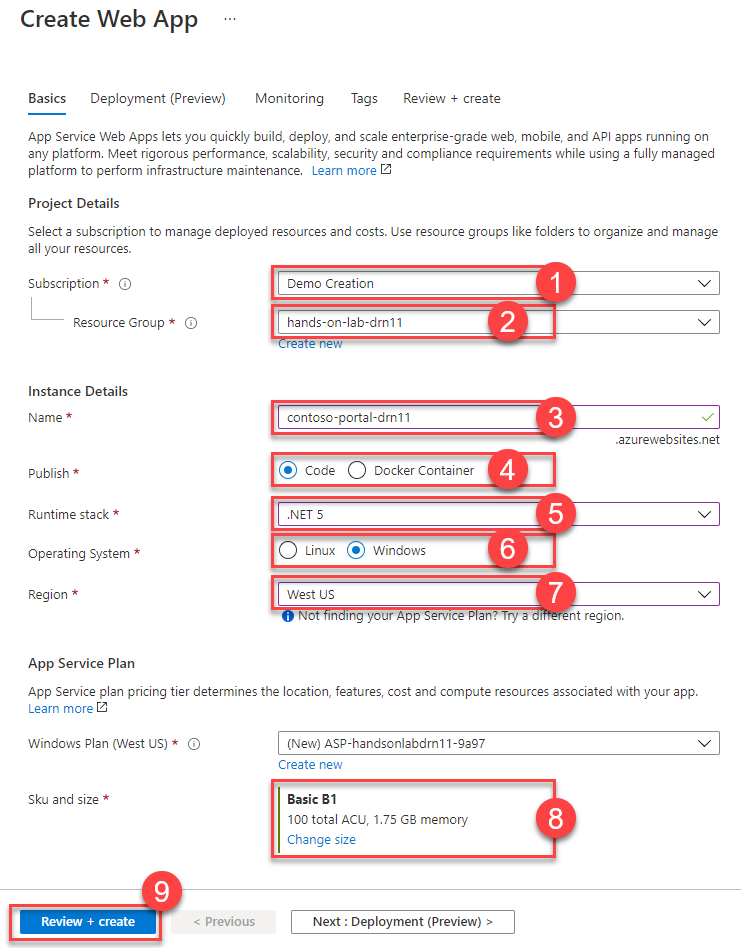 Create Web App ...
Basics Deployment (Preview) Monitoring Tags Review + create
App Service Web Apps lets you quickly build, deploy, and scale enterprise-grade web, mobile, and API apps running on
any platform. Meet rigorous performance, scalability, security and compliance requirements while using a fully managed
platform to perform infrastructure maintenance. Learn more
Project Details
Select a subscription to manage deployed resources and costs. Use resource groups like folders to organize and manage
all your resources.
Subscription * Demo Creation 1
Resource Group * hands-on-lab-drn11 2
Create new
Instance Details
Name * contoso-portal-drn11 3
.azurewebsites.net
Publish * Code Docker Container 4
Runtime stack * .NET 5 5
Operating System * Linux Windows 6
Region * West US 7
Not finding your App Service Plan? Try a different region.
App Service Plan
App Service plan pricing tier determines the location, features, cost and compute resources associated with your app.
Learn more
Windows Plan (West US) * (New) ASP-handsonlabdrn11-9a97
Create new
Sku and size * Basic B1
100 total ACU, 1.75 GB memory 8
Change size
9
Review + create < Previous Next : Deployment (Preview) >